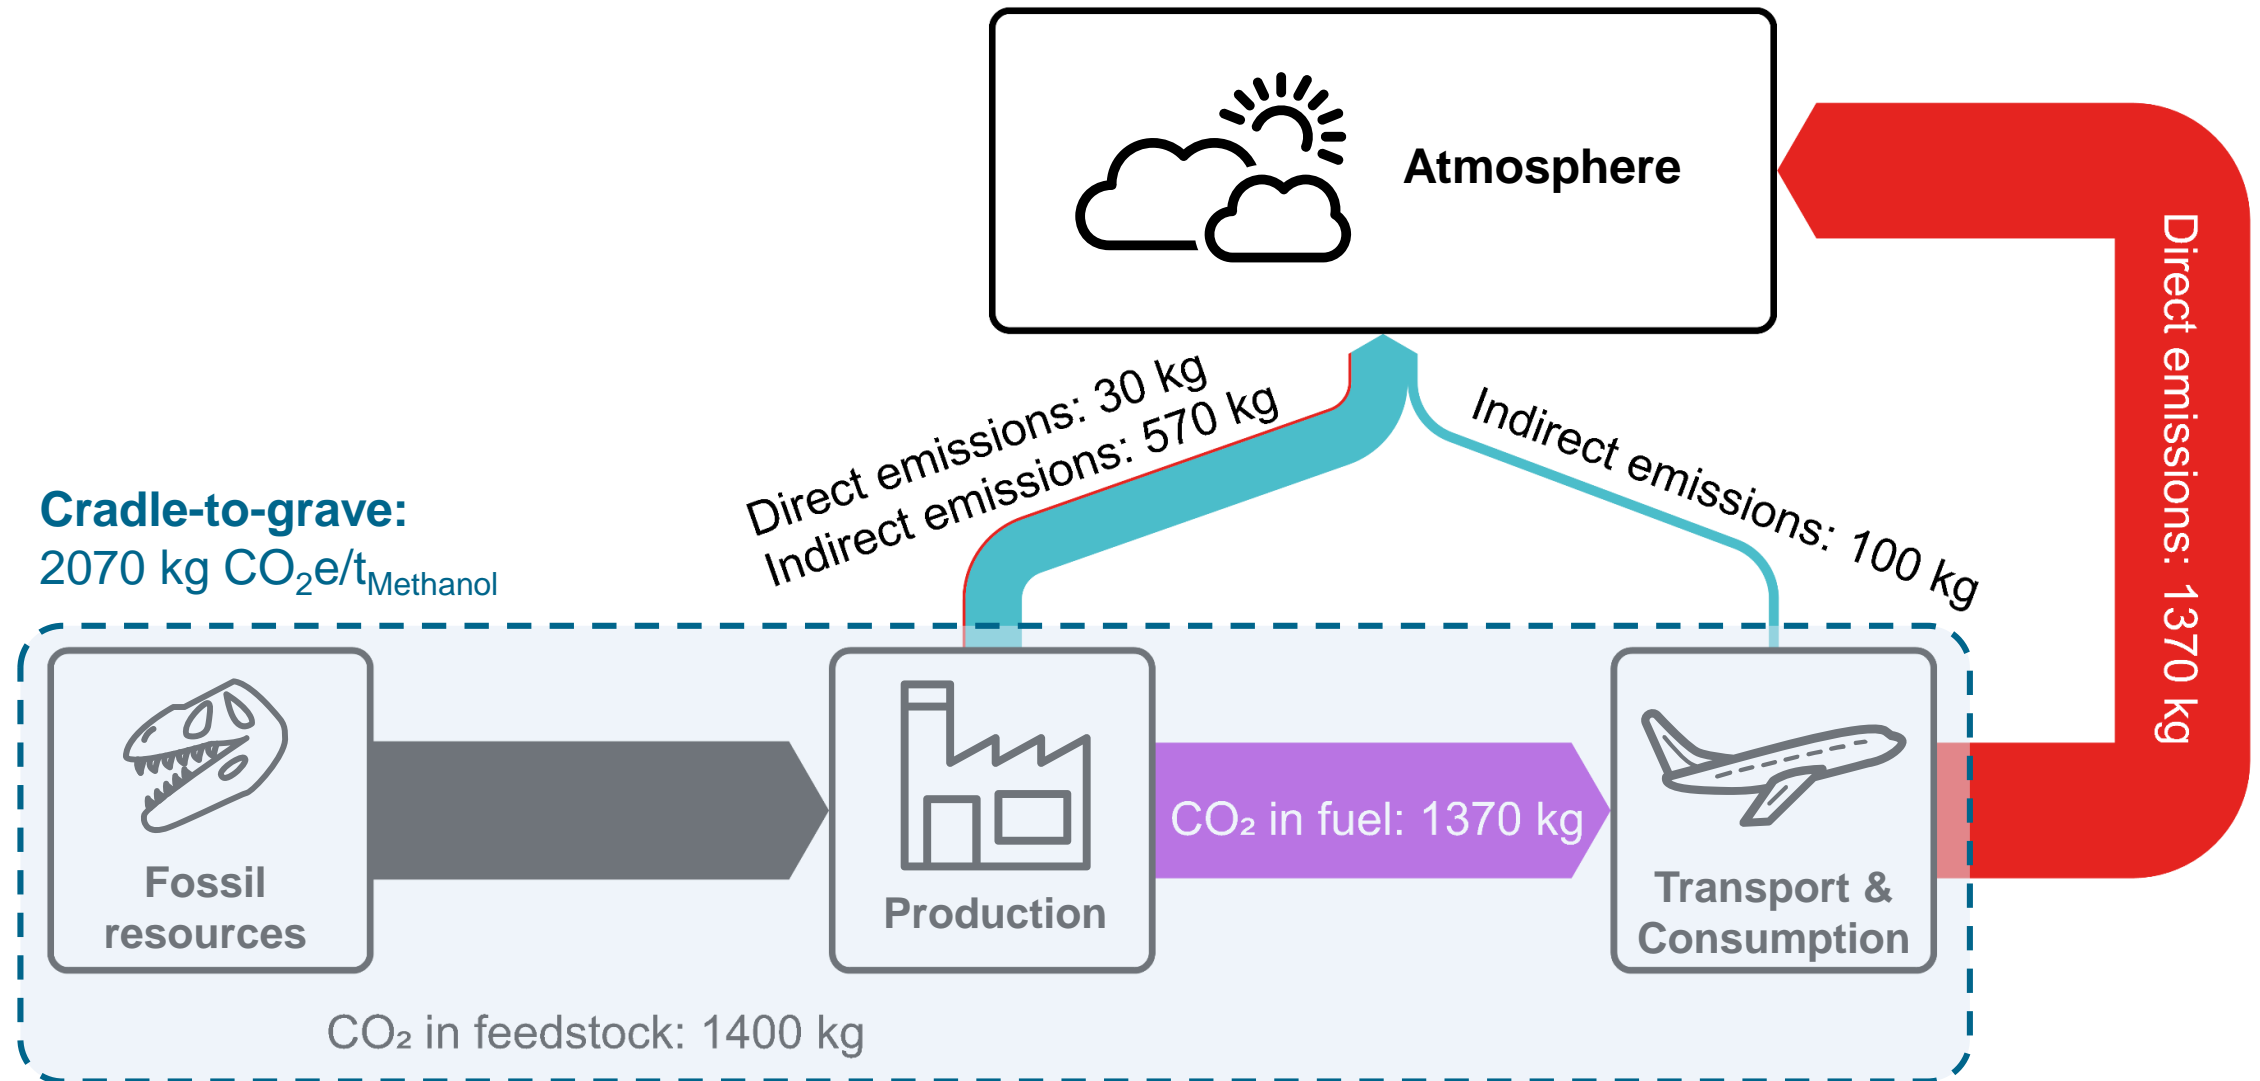 Atmosphere
Direct emissions: 1370 kg
Direct emissions: 30 kg
Indirect emissions: 570 kg
Indirect emissions: 100 kg
Cradle-to-grave:
2070 kg CO₂e/tMethanol
Fossil
resources
Production
CO₂ in fuel: 1370 kg
Transport &
Consumption
CO₂ in feedstock: 1400 kg